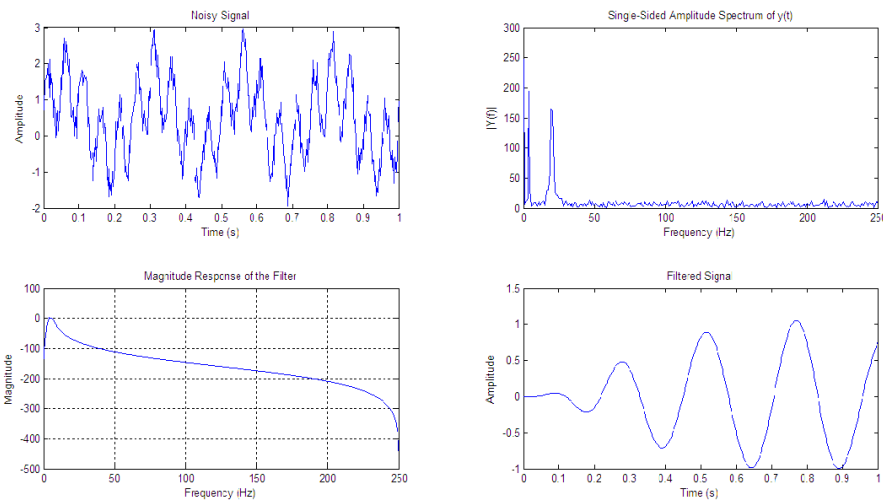 Noisy Signal
3
2
1
0
-1
-2
Amplitude
0 0.1 0.2 0.3 0.4 0.5 0.6 0.7 0.8 0.9 1
Time (s)
Single-Sided Amplitude Spectrum of y(t)
300
250
200
150
100
50
0
|Y(f)|
0 50 100 150 200 250
Frequency (Hz)
Magnitude Response of the Filter
100
0
-100
-200
-300
-400
-500
Magnitude
0 50 100 150 200 250
Frequency (Hz)
Filtered Signal
1.5
1
0.5
0
-0.5
-1
Amplitude
0 0.1 0.2 0.3 0.4 0.5 0.6 0.7 0.8 0.9 1
Time (s)